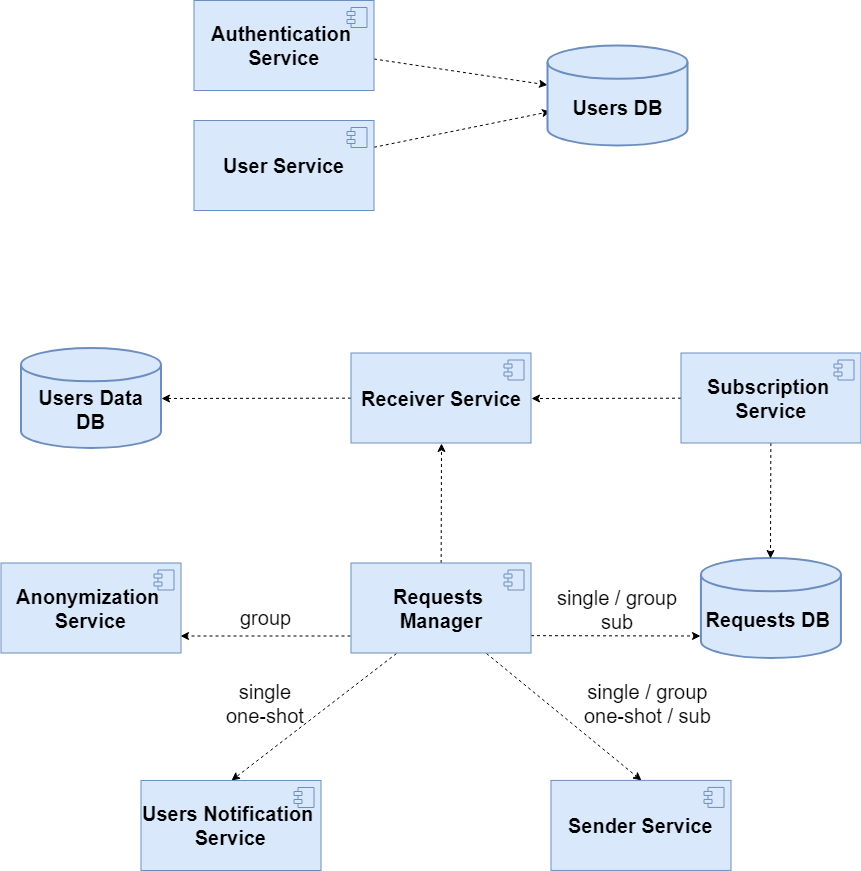 Authentication
Service
Users DB
User Service
Users Data
DB
Receiver Service
Subscription
Service
Anonymization
Service
group
Requests
Manager
single / group
sub
Requests DB
single
one-shot
single / group
one-shot / sub
Users Notification
Service
Sender Service